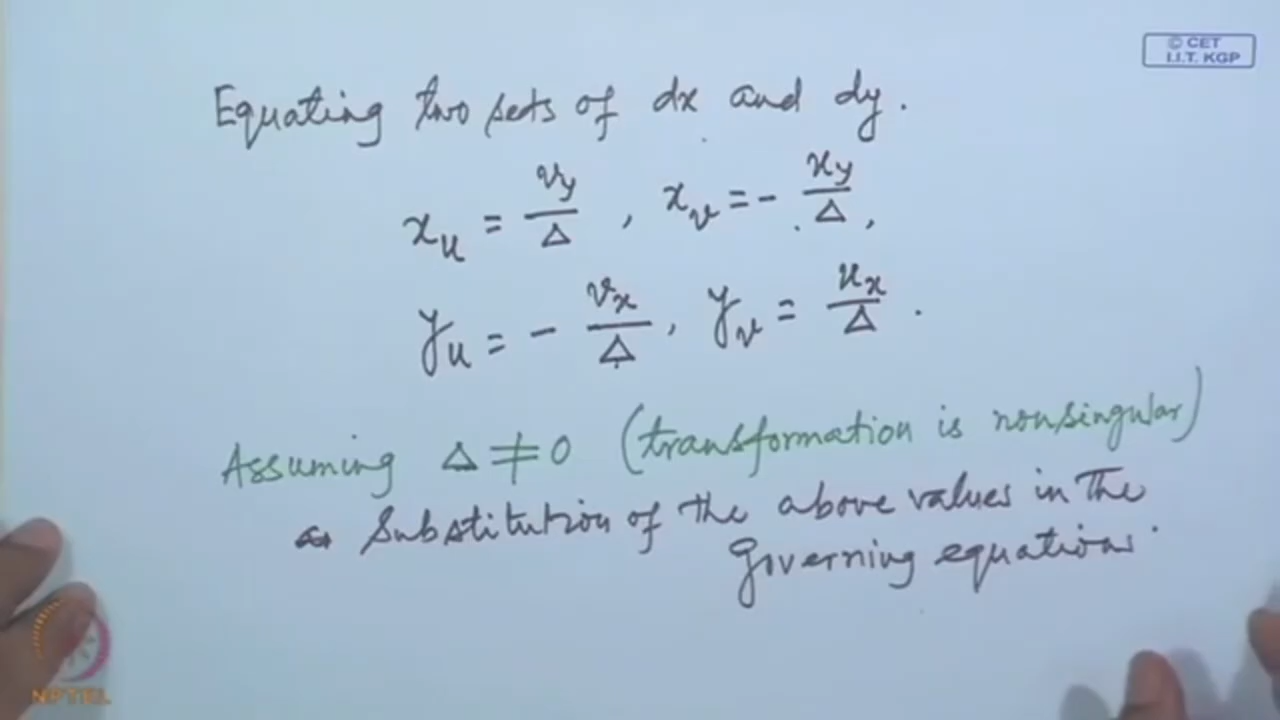 © CET
I.I.T. KGP
Equating two sets of dx and dy.
x_u = v_y/Δ , x_v = - u_y/Δ ,
y_u = - v_x/Δ , y_v = u_x/Δ .
Assuming Δ ≠ 0 (transformation is nonsingular)
Substitution of the above values in the
governing equations.
NPTEL